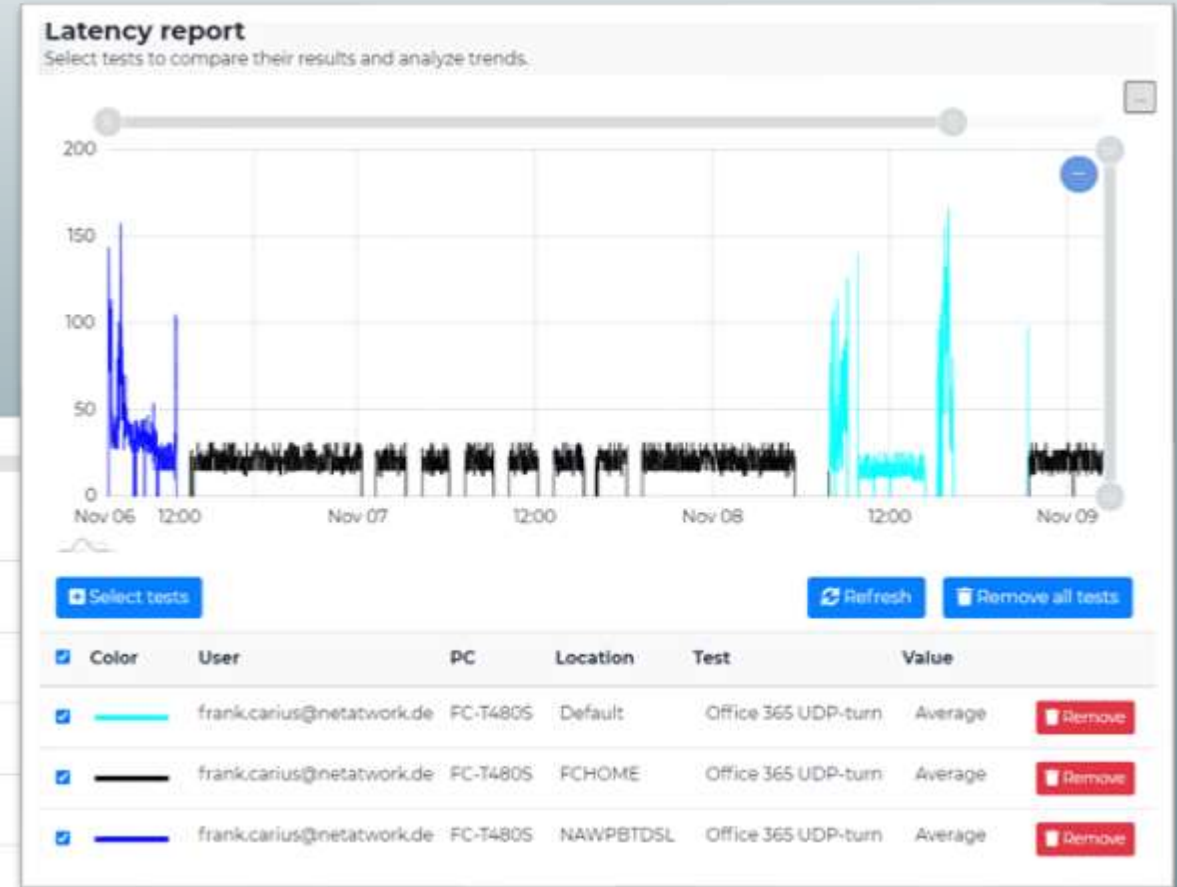 Latency report
Select tests to compare their results and analyze trends.
...
200
150
100
50
0
Nov 06 12:00 Nov 07 12:00 Nov 08 12:00 Nov 09
Select tests Refresh Remove all tests
Color User PC Location Test Value
frank.carius@netatwork.de FC-T480S Default Office 365 UDP-turn Average Remove
frank.carius@netatwork.de FC-T480S FCHOME Office 365 UDP-turn Average Remove
frank.carius@netatwork.de FC-T480S NAWPBTDSL Office 365 UDP-turn Average Remove